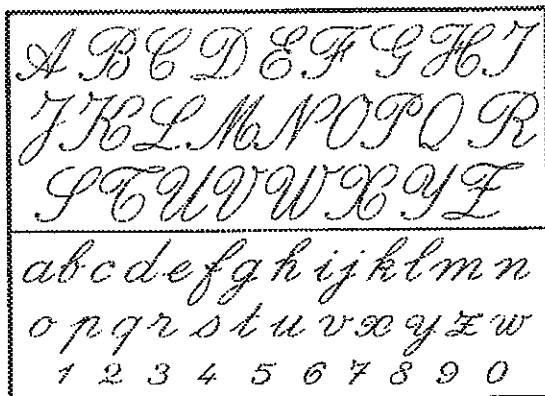 A B C D E F G H I
J K L M N O P Q R
S T U V W X Y Z
a b c d e f g h i j k l m n
o p q r s t u v x y z w
1 2 3 4 5 6 7 8 9 0